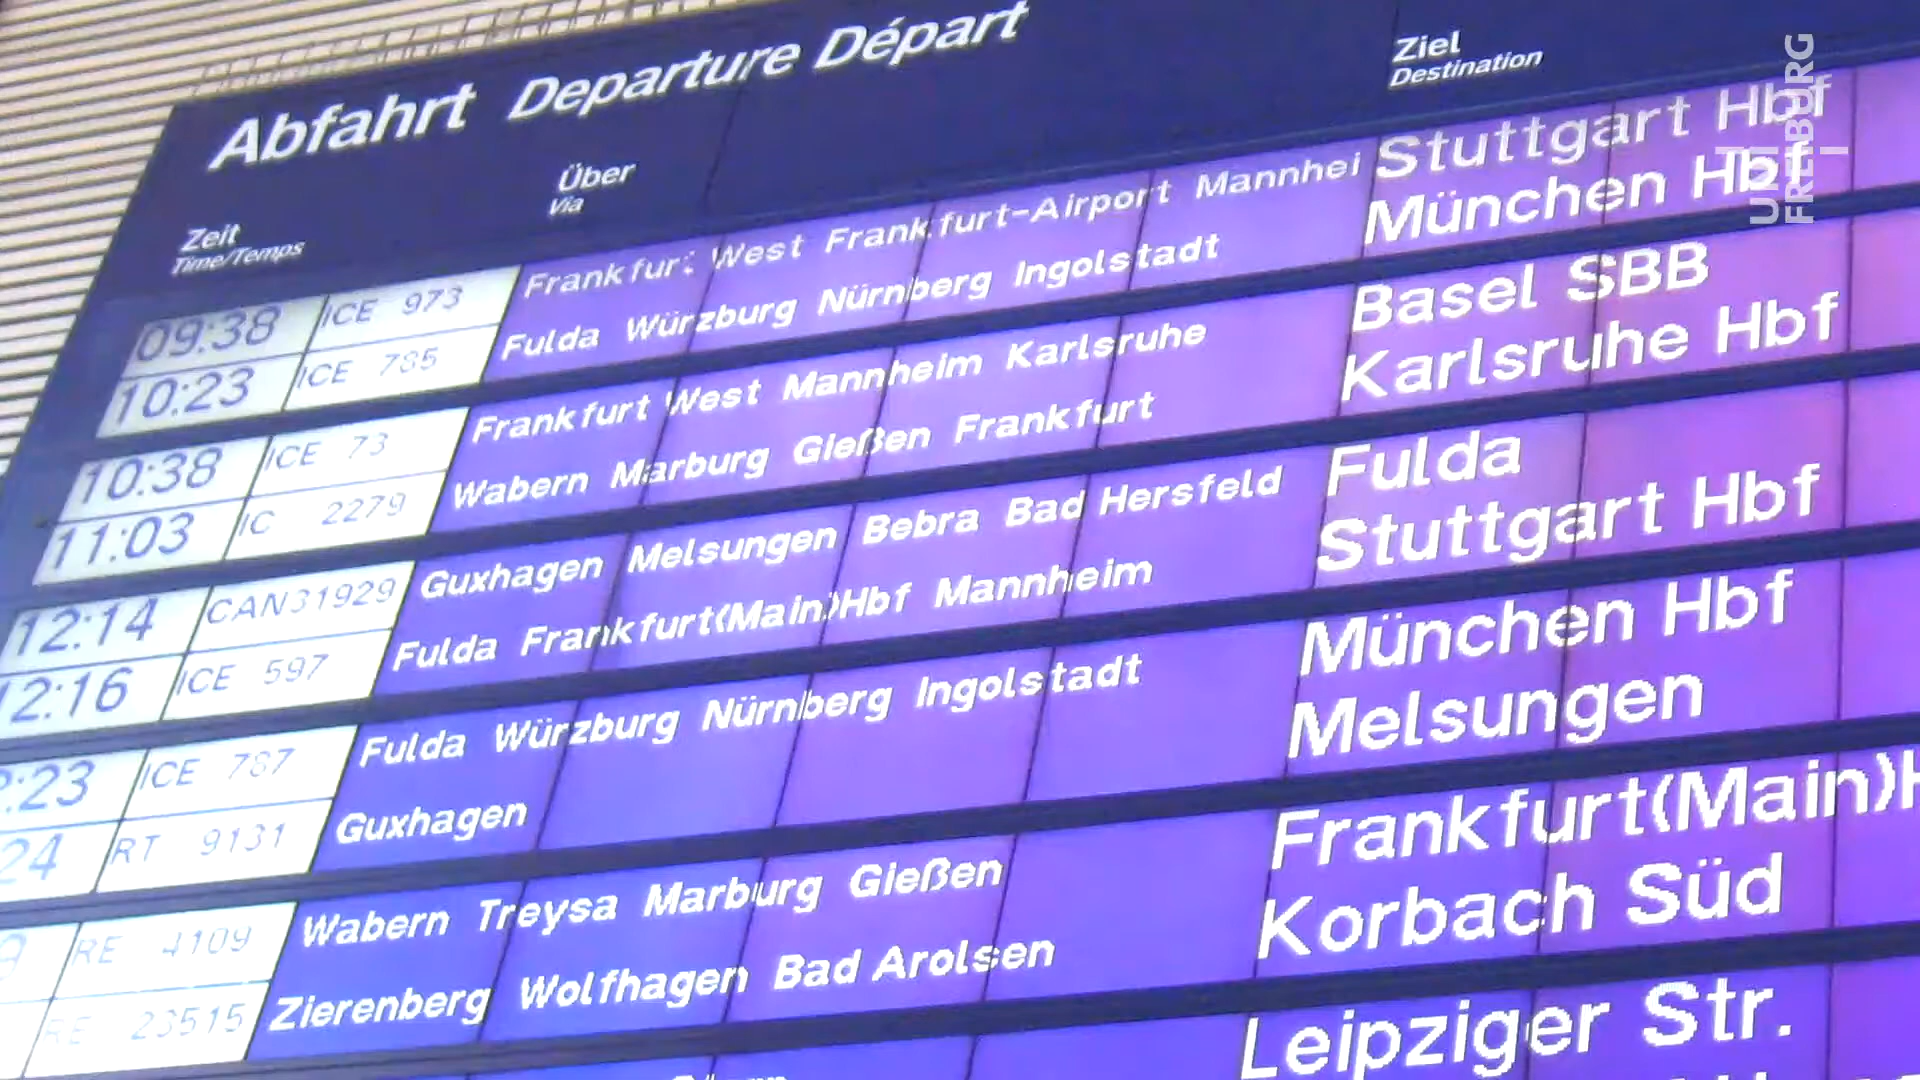 Abfahrt Departure Départ
Zeit
Time/Temps
Über
Via
Ziel
Destination
UNI
FREIBURG
09:38 ICE 973 Frankfurt West Frankfurt-Airport Mannhei Stuttgart Hbf
10:23 ICE 785 Fulda Würzburg Nürnberg Ingolstadt München Hbf
10:38 ICE 73 Frankfurt West Mannheim Karlsruhe Basel SBB
11:03 IC 2279 Wabern Marburg Gießen Frankfurt Karlsruhe Hbf
12:14 CAN31929 Guxhagen Melsungen Bebra Bad Hersfeld Fulda
12:16 ICE 597 Fulda Frankfurt(Main)Hbf Mannheim Stuttgart Hbf
:23 ICE 787 Fulda Würzburg Nürnberg Ingolstadt München Hbf
24 RT 9131 Guxhagen Melsungen
RE 4109 Wabern Treysa Marburg Gießen Frankfurt(Main)H
RE 23515 Zierenberg Wolfhagen Bad Arolsen Korbach Süd
Leipziger Str.